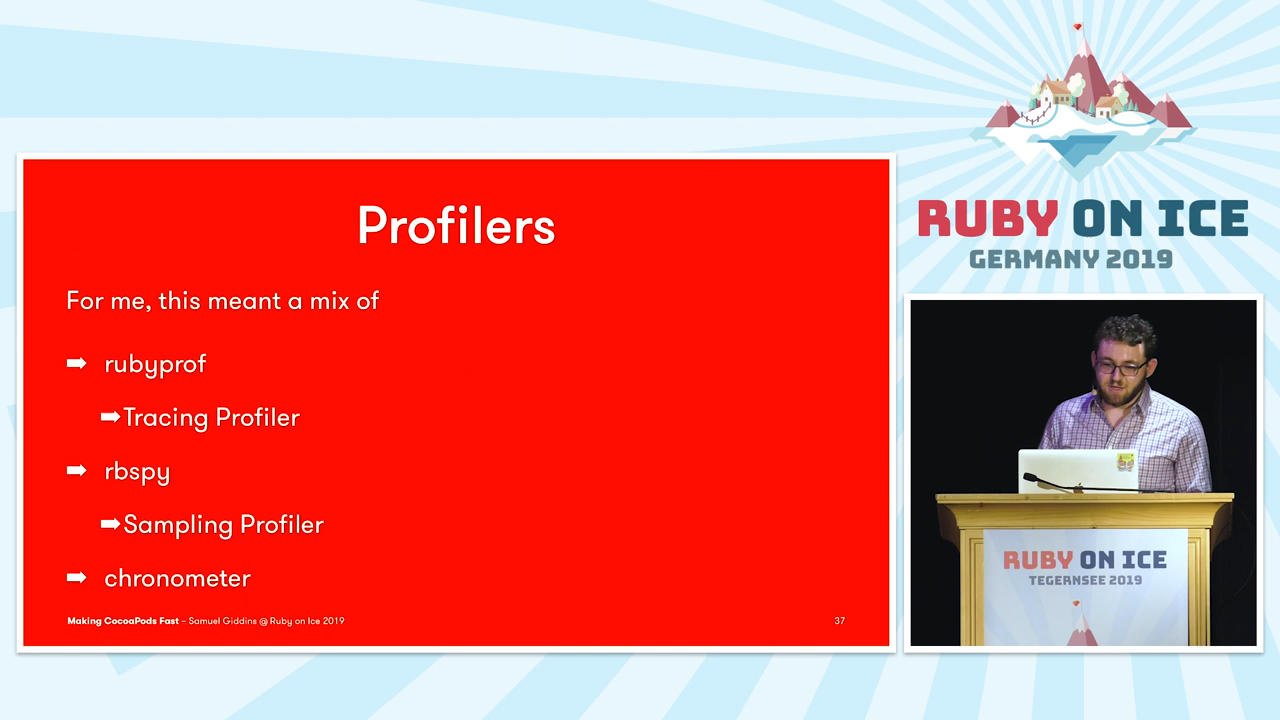 Profilers
For me, this meant a mix of
➡ rubyprof
➡Tracing Profiler
➡ rbspy
➡Sampling Profiler
➡ chronometer
Making CocoaPods Fast – Samuel Giddins @ Ruby on Ice 2019
37
RUBY ON ICE
GERMANY 2019
RUBY ON ICE
TEGERNSEE 2019